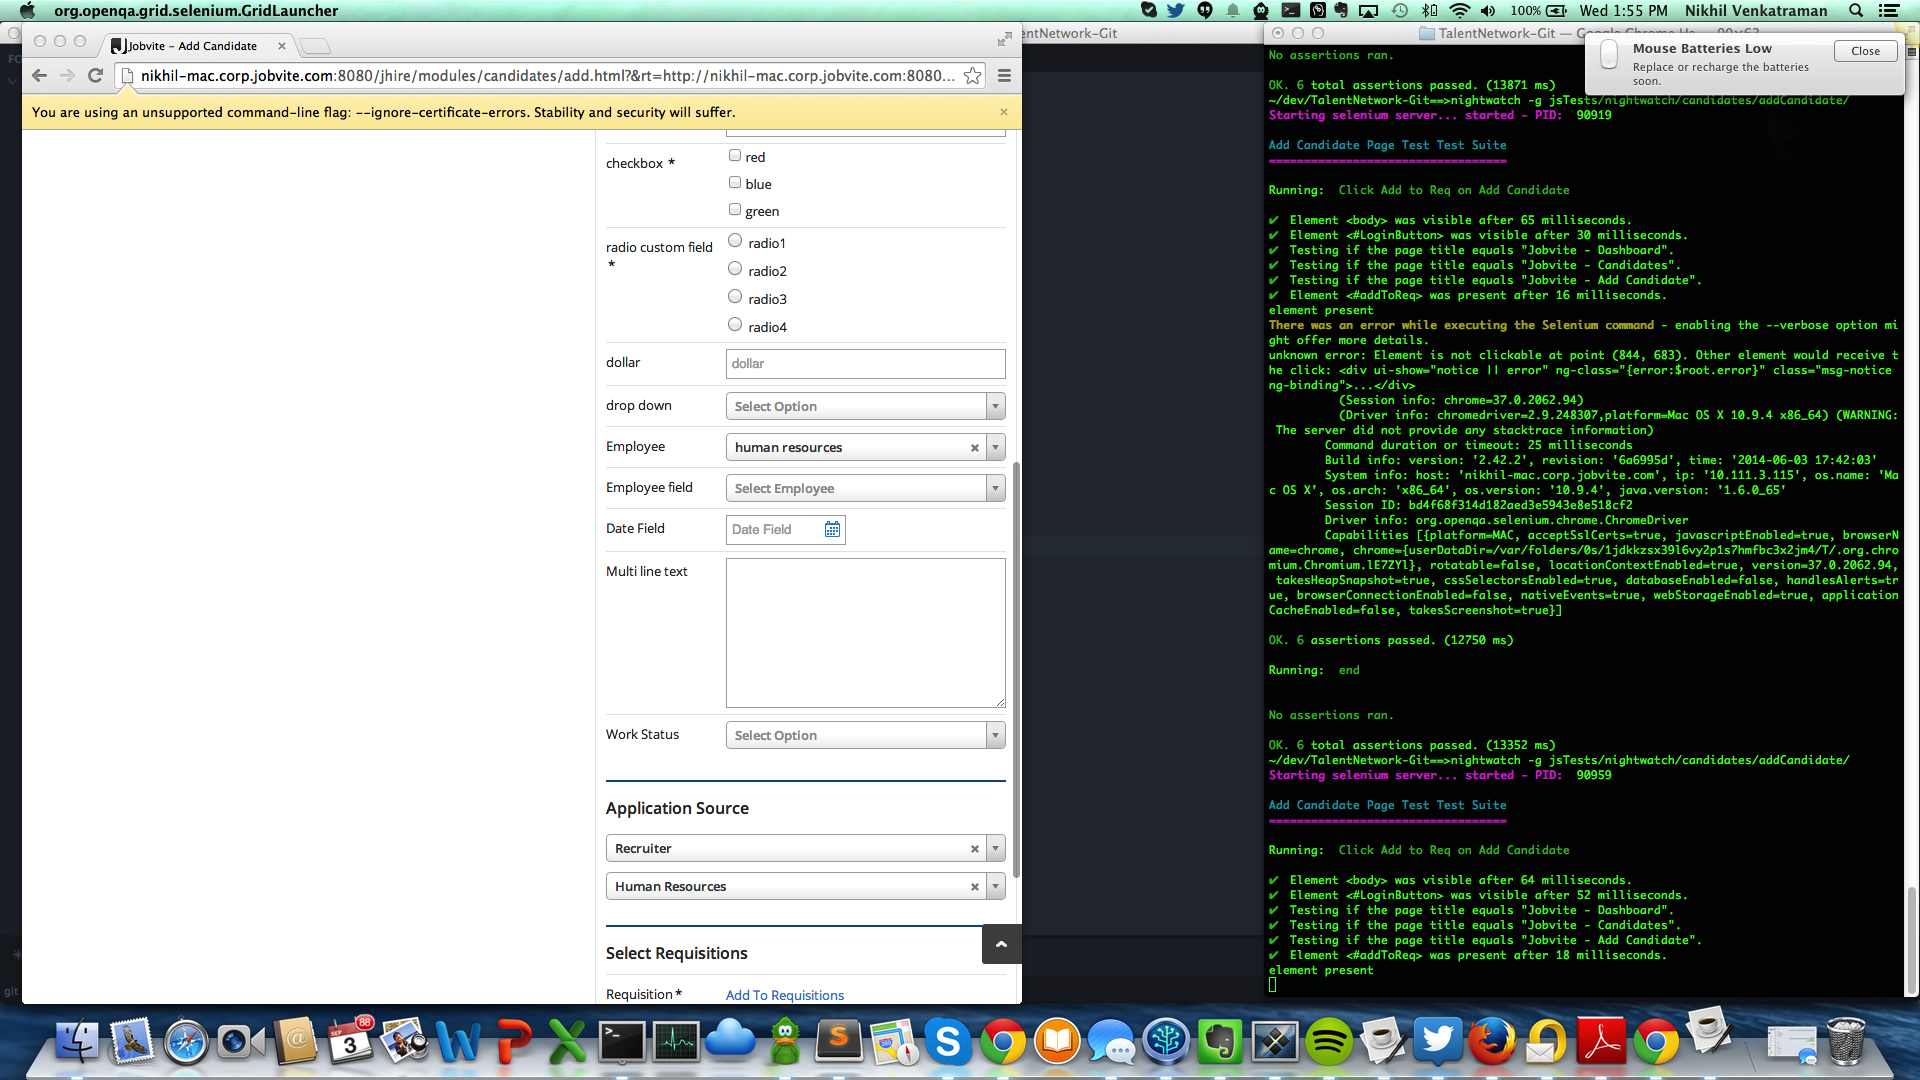 org.openqa.grid.selenium.GridLauncher
100%
Wed 1:55 PM
Nikhil Venkatraman
Jobvite - Add Candidate
nikhil-mac.corp.jobvite.com:8080/jhire/modules/candidates/add.html?&rt=http://nikhil-mac.corp.jobvite.com:8080...
You are using an unsupported command-line flag: --ignore-certificate-errors. Stability and security will suffer.
checkbox *
red
blue
green
radio custom field
*
radio1
radio2
radio3
radio4
dollar
dollar
drop down
Select Option
Employee
human resources
Employee field
Select Employee
Date Field
Date Field
Multi line text
Work Status
Select Option
Application Source
Recruiter
Human Resources
Select Requisitions
Requisition *
Add To Requisitions
git
entNetwork-Git
TalentNetwork-Git
Mouse Batteries Low
Replace or recharge the batteries
soon.
Close
No assertions ran.
OK. 6 total assertions passed. (13871 ms)
~/dev/TalentNetwork-Git==>nightwatch -g jsTests/nightwatch/candidates/addCandidate/
Starting selenium server... started - PID:  90919
Add Candidate Page Test Test Suite
==================================
Running:  Click Add to Req on Add Candidate
✔  Element <body> was visible after 65 milliseconds.
✔  Element <#LoginButton> was visible after 30 milliseconds.
✔  Testing if the page title equals "Jobvite - Dashboard".
✔  Testing if the page title equals "Jobvite - Candidates".
✔  Testing if the page title equals "Jobvite - Add Candidate".
✔  Element <#addToReq> was present after 16 milliseconds.
element present
There was an error while executing the Selenium command - enabling the --verbose option mi
ght offer more details.
unknown error: Element is not clickable at point (844, 683). Other element would receive t
he click: <div ui-show="notice || error" ng-class="{error:$root.error}" class="msg-notice
ng-binding">...</div>
(Session info: chrome=37.0.2062.94)
(Driver info: chromedriver=2.9.248307,platform=Mac OS X 10.9.4 x86_64) (WARNING:
The server did not provide any stacktrace information)
Command duration or timeout: 25 milliseconds
Build info: version: '2.42.2', revision: '6a6995d', time: '2014-06-03 17:42:03'
System info: host: 'nikhil-mac.corp.jobvite.com', ip: '10.111.3.115', os.name: 'Ma
c OS X', os.arch: 'x86_64', os.version: '10.9.4', java.version: '1.6.0_65'
Session ID: bd4f68f314d182aed3e5943e8e518cf2
Driver info: org.openqa.selenium.chrome.ChromeDriver
Capabilities [{platform=MAC, acceptSslCerts=true, javascriptEnabled=true, browserN
ame=chrome, chrome={userDataDir=/var/folders/0s/1jdkkzsx39l6vy2p1s7hmfbc3x2jm4/T/.org.chro
mium.Chromium.lE7ZYl}, rotatable=false, locationContextEnabled=true, version=37.0.2062.94,
takesHeapSnapshot=true, cssSelectorsEnabled=true, databaseEnabled=false, handlesAlerts=tr
ue, browserConnectionEnabled=false, nativeEvents=true, webStorageEnabled=true, application
CacheEnabled=false, takesScreenshot=true}]
OK. 6 assertions passed. (12750 ms)
Running:  end
No assertions ran.
OK. 6 total assertions passed. (13352 ms)
~/dev/TalentNetwork-Git==>nightwatch -g jsTests/nightwatch/candidates/addCandidate/
Starting selenium server... started - PID:  90959
Add Candidate Page Test Test Suite
==================================
Running:  Click Add to Req on Add Candidate
✔  Element <body> was visible after 64 milliseconds.
✔  Element <#LoginButton> was visible after 52 milliseconds.
✔  Testing if the page title equals "Jobvite - Dashboard".
✔  Testing if the page title equals "Jobvite - Candidates".
✔  Testing if the page title equals "Jobvite - Add Candidate".
✔  Element <#addToReq> was present after 18 milliseconds.
element present
SEP
3
88